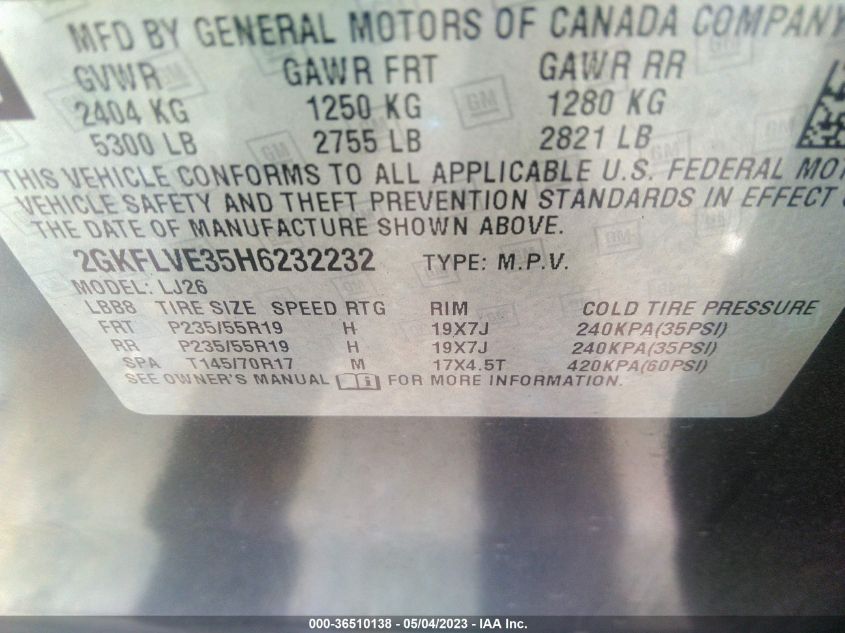 MFD BY GENERAL MOTORS OF CANADA COMPANY
GVWR GAWR FRT GAWR RR
2404 KG 1250 KG 1280 KG
5300 LB 2755 LB 2821 LB
THIS VEHICLE CONFORMS TO ALL APPLICABLE U.S. FEDERAL MOT
VEHICLE SAFETY AND THEFT PREVENTION STANDARDS IN EFFECT
THE DATE OF MANUFACTURE SHOWN ABOVE.
2GKFLVE35H6232232 TYPE: M.P.V.
MODEL: LJ26
LBB8 TIRE SIZE SPEED RTG RIM COLD TIRE PRESSURE
FRT P235/55R19 H 19X7J 240KPA(35PSI)
RR P235/55R19 H 19X7J 240KPA(35PSI)
SPA T145/70R17 M 17X4.5T 420KPA(60PSI)
SEE OWNER'S MANUAL FOR MORE INFORMATION.
000-36510138 - 05/04/2023 - IAA Inc.